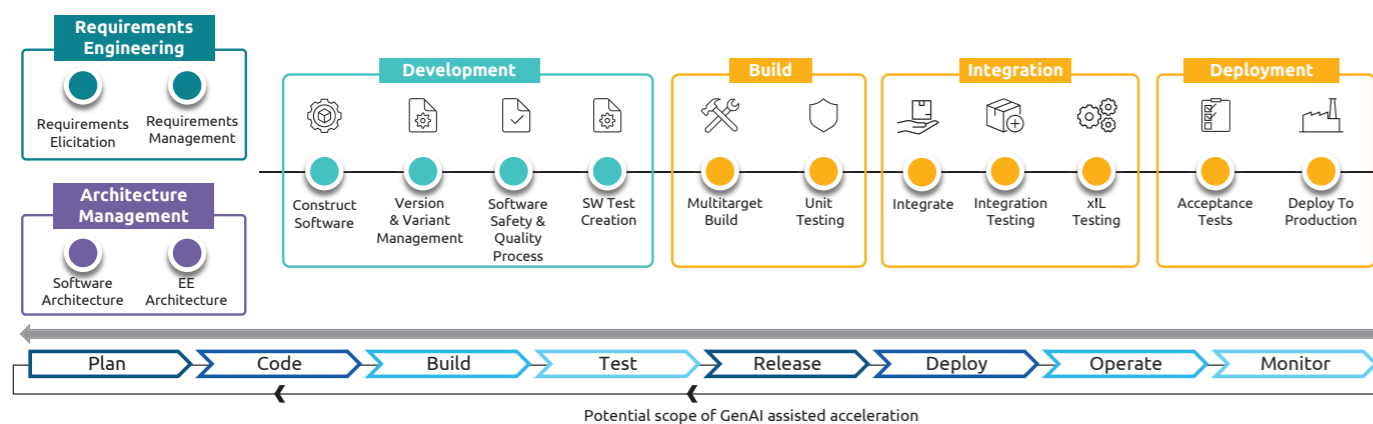 Requirements
Engineering
Requirements
Elicitation
Requirements
Management
Architecture
Management
Software
Architecture
EE
Architecture
Development
Construct
Software
Version
& Variant
Management
Software
Safety &
Quality
Process
SW Test
Creation
Build
Multitarget
Build
Unit
Testing
Integration
Integrate
Integration
Testing
xIL
Testing
Deployment
Acceptance
Tests
Deploy To
Production
Plan
Code
Build
Test
Release
Deploy
Operate
Monitor
Potential scope of GenAI assisted acceleration